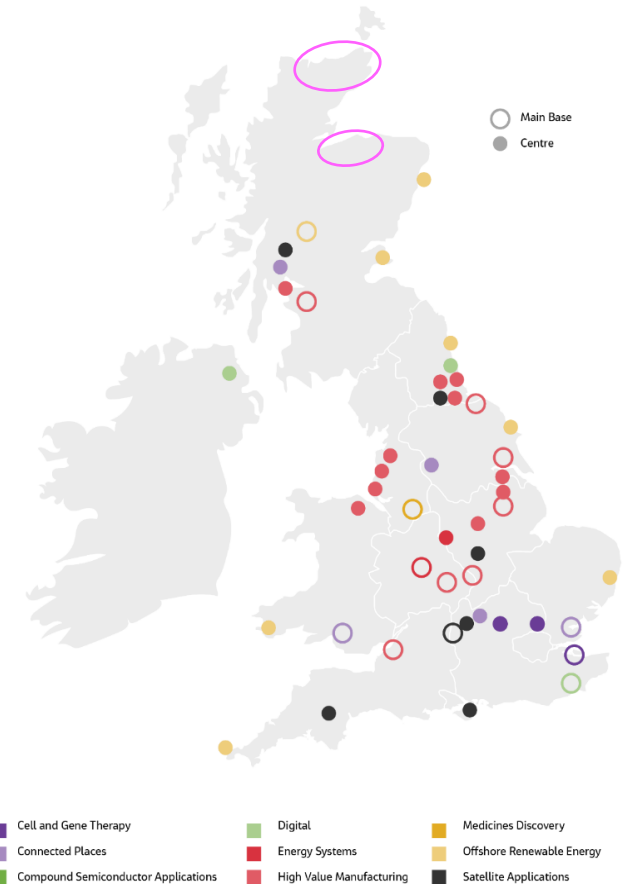 Main Base
Centre
Cell and Gene Therapy
Digital
Medicines Discovery
Connected Places
Energy Systems
Offshore Renewable Energy
Compound Semiconductor Applications
High Value Manufacturing
Satellite Applications